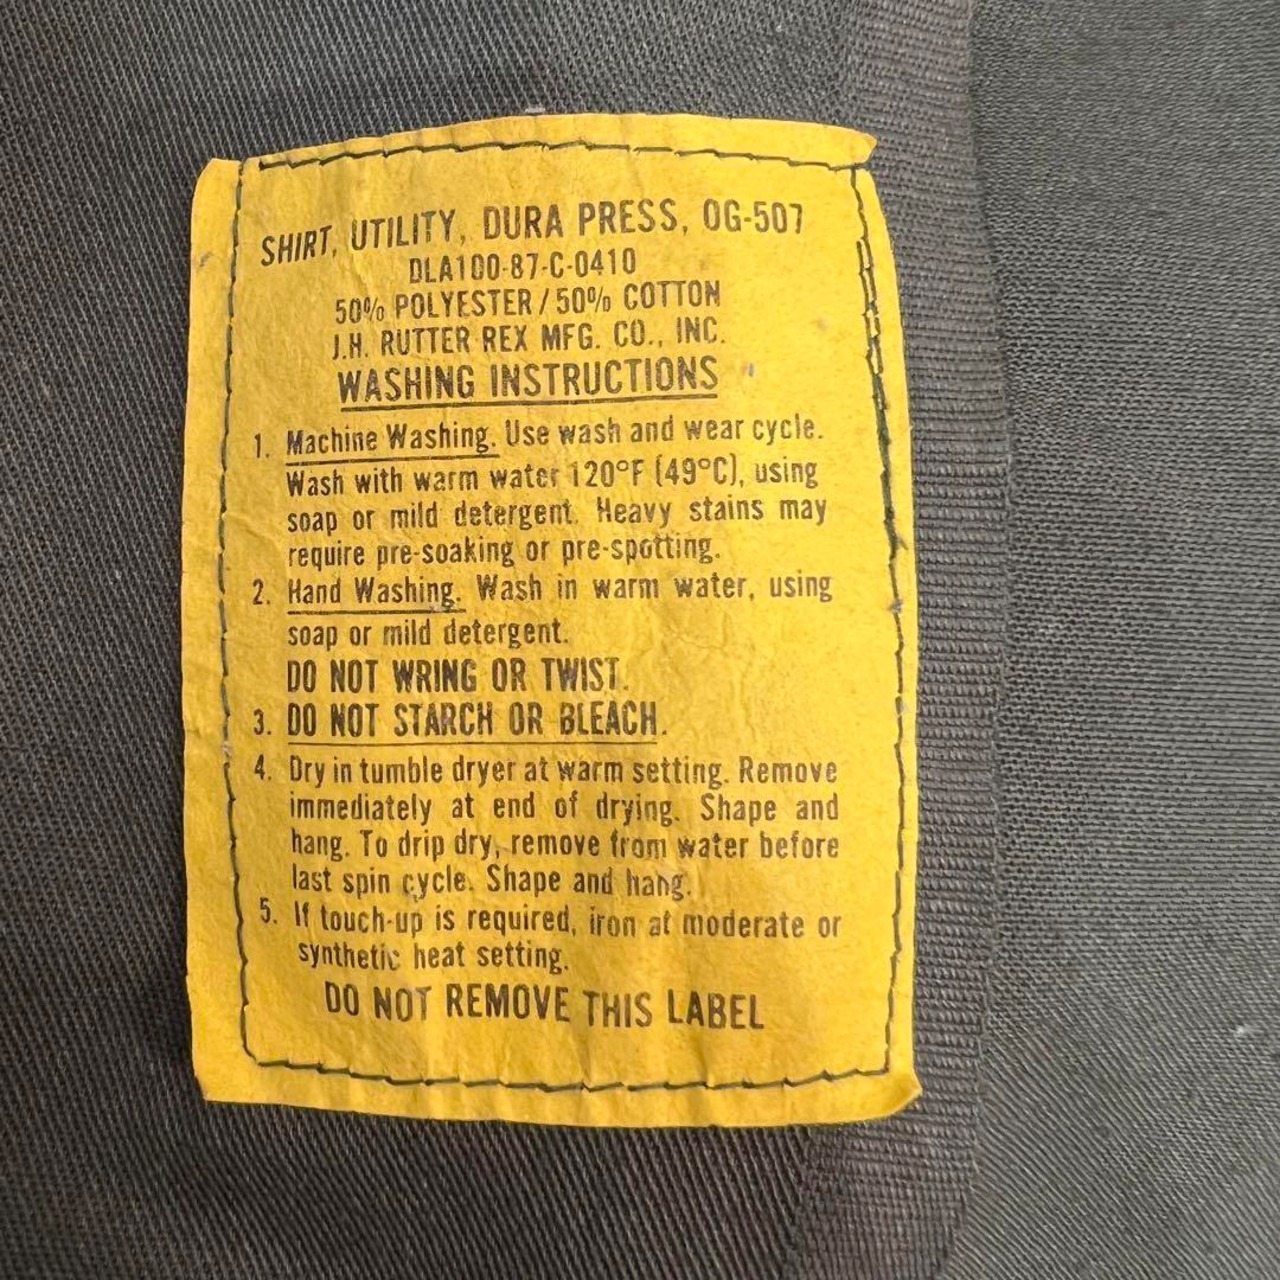 SHIRT, UTILITY, DURA PRESS, OG-507
DLA100-87-C-0410
50% POLYESTER / 50% COTTON
J.H. RUTTER REX MFG. CO., INC.
WASHING INSTRUCTIONS
1. Machine Washing. Use wash and wear cycle.
Wash with warm water 120°F (49°C), using
soap or mild detergent. Heavy stains may
require pre-soaking or pre-spotting.
2. Hand Washing. Wash in warm water, using
soap or mild detergent.
DO NOT WRING OR TWIST.
3. DO NOT STARCH OR BLEACH.
4. Dry in tumble dryer at warm setting. Remove
immediately at end of drying. Shape and
hang. To drip dry, remove from water before
last spin cycle. Shape and hang.
5. If touch-up is required, iron at moderate or
synthetic heat setting.
DO NOT REMOVE THIS LABEL